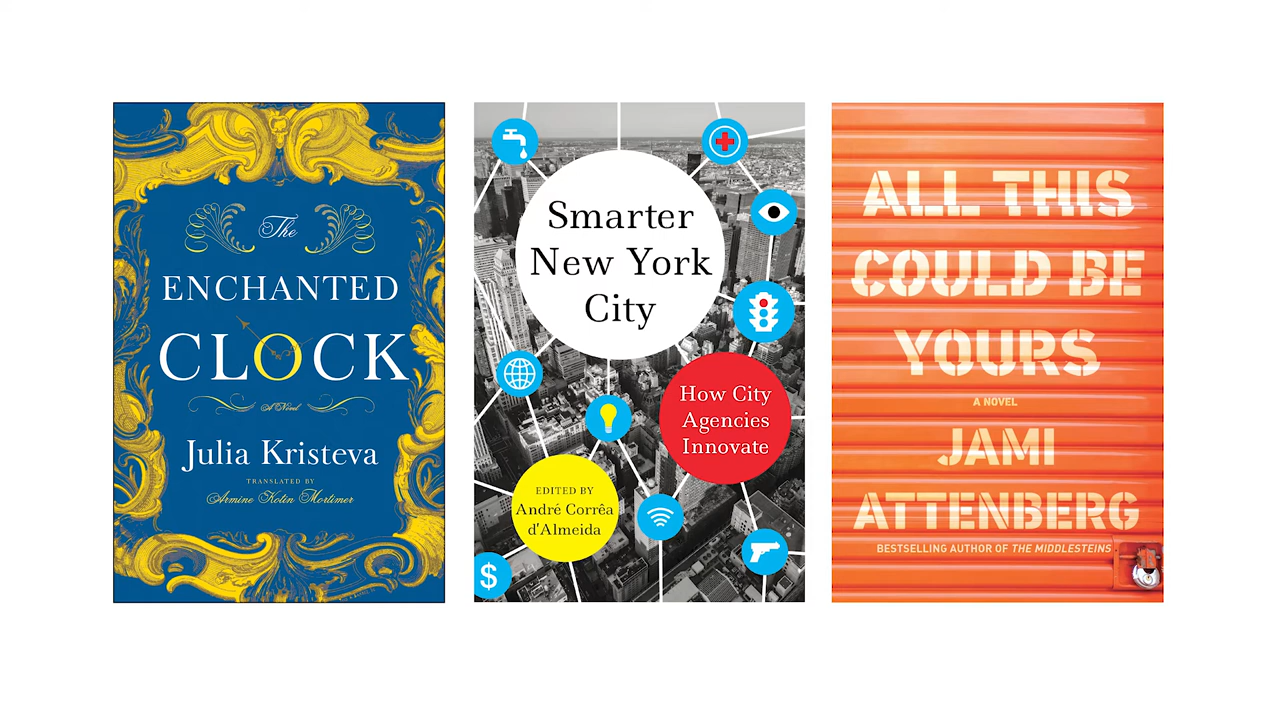 The
ENCHANTED
CLOCK
A Novel
Julia Kristeva
TRANSLATED BY
Armine Kotin Mortimer
Smarter
New York
City
How City
Agencies
Innovate
EDITED BY
André Corrêa
d'Almeida
$
ALL THIS
COULD BE
YOURS
A NOVEL
JAMI
ATTENBERG
BESTSELLING AUTHOR OF THE MIDDLESTEINS